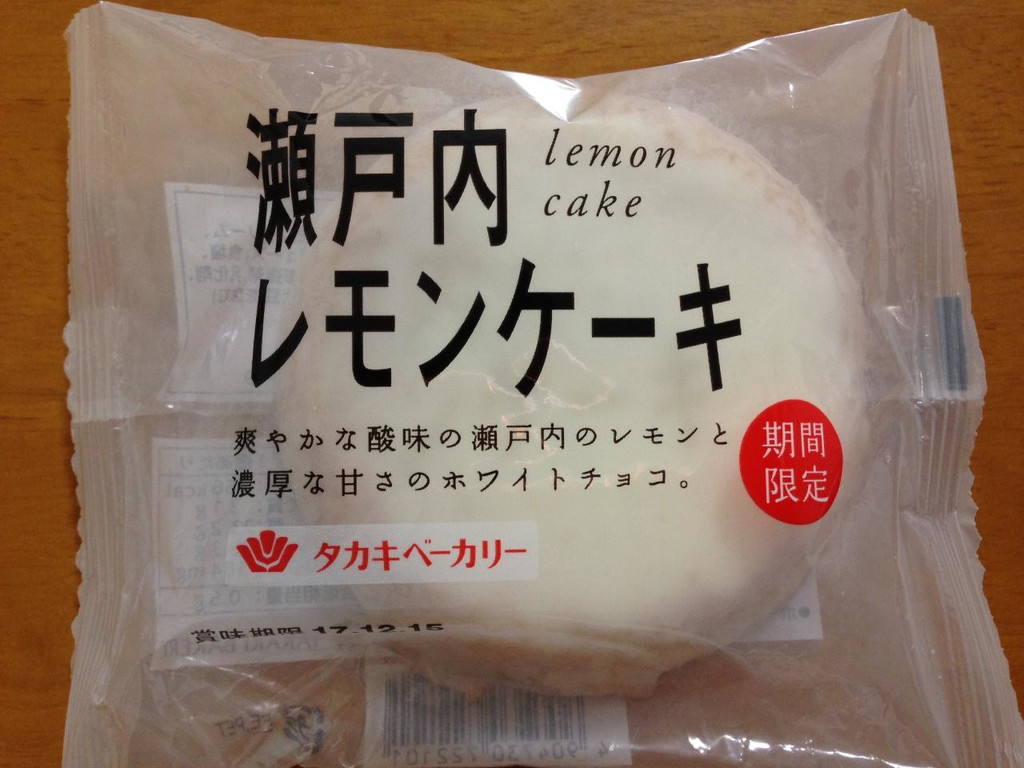 瀬戸内
lemon
cake
レモンケーキ
爽やかな酸味の瀬戸内のレモンと
濃厚な甘さのホワイトチョコ。
期間
限定
タカキベーカリー
賞味期限 17.12.15
4 904730 722101